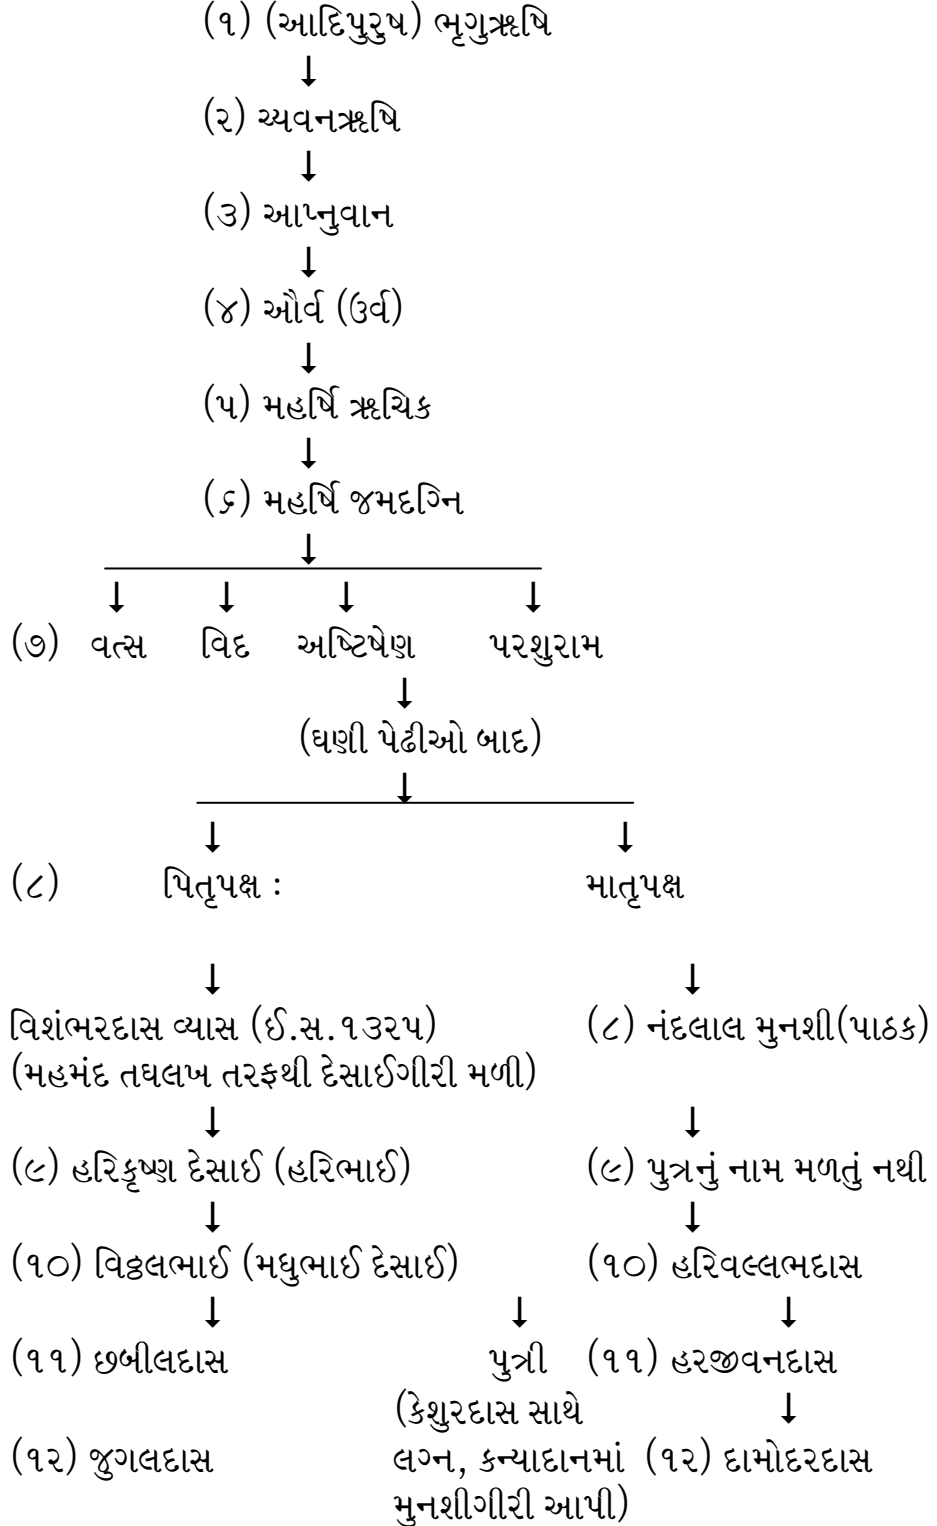 (૧) (આદિપુરુષ) ભૃગુઋષિ
↓
(૨) ચ્યવનઋષિ
↓
(૩) આપ્નુવાન
↓
(૪) ઔર્વ (ઉર્વ)
↓
(૫) મહર્ષિ ઋચિક
↓
(૬) મહર્ષિ જમદગ્નિ
↓
↓ ↓ ↓ ↓
(૭) વત્સ વિદ અષ્ટિષેણ પરશુરામ
↓
(ઘણી પેઢીઓ બાદ)
↓
↓ ↓
(૮) પિતૃપક્ષ : માતૃપક્ષ
↓ ↓
વિશંભરદાસ વ્યાસ (ઈ.સ.૧૩૨૫) (૮) નંદલાલ મુનશી(પાઠક)
(મહમંદ તઘલખ તરફથી દેસાઈગીરી મળી)
↓ ↓
(૯) હરિકૃષ્ણ દેસાઈ (હરિભાઈ) (૯) પુત્રનું નામ મળતું નથી
↓ ↓
(૧૦) વિઠ્ઠલભાઈ (મધુભાઈ દેસાઈ) (૧૦) હરિવલ્લભદાસ
↓ ↓ ↓
(૧૧) છબીલદાસ પુત્રી (૧૧) હરજીવનદાસ
(કેશુરદાસ સાથે ↓
(૧૨) જુગલદાસ લગ્ન, કન્યાદાનમાં (૧૨) દામોદરદાસ
મુનશીગીરી આપી)